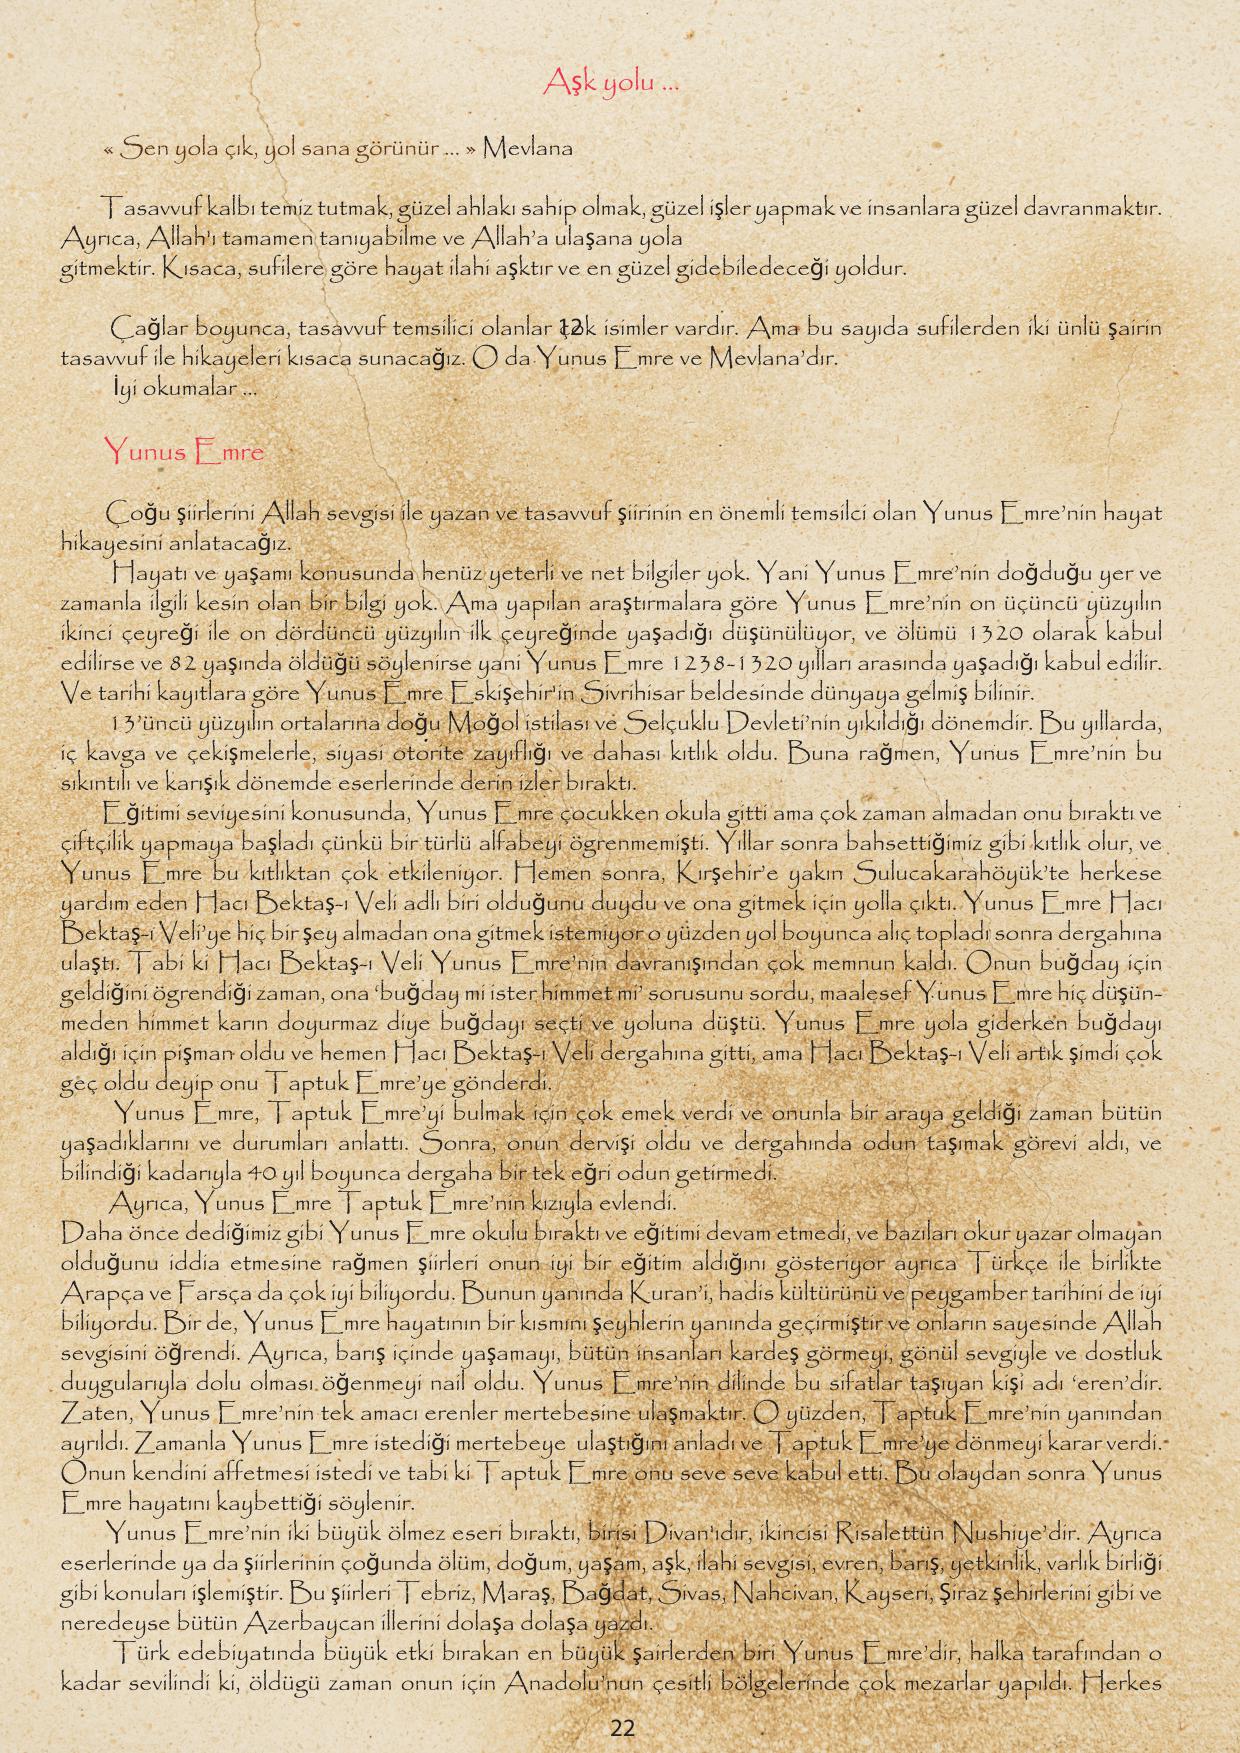 Aşk yolu ...
« Sen yola çık, yol sana görünür ... » Mevlana
Tasavvuf kalbı temiz tutmak, güzel ahlakı sahip olmak, güzel işler yapmak ve insanlara güzel davranmaktır.
Ayrıca, Allah'ı tamamen tanıyabilme ve Allah'a ulaşana yola
gitmektir. Kısaca, sufilere göre hayat ilahi aşktır ve en güzel gidebiledeceği yoldur.
Çağlar boyunca, tasavvuf temsilici olanlar çok isimler vardır. Ama bu sayıda sufilerden iki ünlü şairin
12
tasavvuf ile hikayeleri kısaca sunacağız. O da Yunus Emre ve Mevlana'dır.
İyi okumalar ...
Yunus Emre
Çoğu şiirlerini Allah sevgisi ile yazan ve tasavvuf şiirinin en önemli temsilci olan Yunus Emre'nin hayat
hikayesini anlatacağız.
Hayatı ve yaşamı konusunda henüz yeterli ve net bilgiler yok. Yani Yunus Emre'nin doğduğu yer ve
zamanla ilgili kesin olan bir bilgi yok. Ama yapılan araştırmalara göre Yunus Emre'nin on üçüncü yüzyılın
ikinci çeyreği ile on dördüncü yüzyılın ilk çeyreğinde yaşadığı düşünülüyor, ve ölümü 1320 olarak kabul
edilirse ve 82 yaşında öldüğü söylenirse yani Yunus Emre 1238-1320 yılları arasında yaşadığı kabul edilir.
Ve tarihi kayıtlara göre Yunus Emre Eskişehir'in Sivrihisar beldesinde dünyaya gelmiş bilinir.
13'üncü yüzyılın ortalarına doğu Moğol istilası ve Selçuklu Devleti'nin yıkıldığı dönemdir. Bu yıllarda,
iç kavga ve çekişmelerle, siyasi otorite zayıflığı ve dahası kıtlık oldu. Buna rağmen, Yunus Emre'nin bu
sıkıntılı ve karışık dönemde eserlerinde derin izler bıraktı.
Eğitimi seviyesini konusunda, Yunus Emre çocukken okula gitti ama çok zaman almadan onu bıraktı ve
çiftçilik yapmaya başladı çünkü bir türlü alfabeyi ögrenmemişti. Yıllar sonra bahsettiğimiz gibi kıtlık olur, ve
Yunus Emre bu kıtlıktan çok etkileniyor. Hemen sonra, Kırşehir'e yakın Sulucakarahöyük'te herkese
yardım eden Hacı Bektaş-ı Veli adlı biri olduğunu duydu ve ona gitmek için yolla çıktı. Yunus Emre Hacı
Bektaş-ı Veli'ye hiç bir şey almadan ona gitmek istemiyor o yüzden yol boyunca alıç topladı sonra dergahına
ulaştı. Tabi ki Hacı Bektaş-ı Veli Yunus Emre'nin davranışından çok memnun kaldı. Onun buğday için
geldiğini ögrendiği zaman, ona 'buğday mi ister himmet mi' sorusunu sordu, maalesef Yunus Emre hiç düşün-
meden himmet karın doyurmaz diye buğdayı seçti ve yoluna düştü. Yunus Emre yola giderken buğdayı
aldığı için pişman oldu ve hemen Hacı Bektaş-ı Veli dergahına gitti, ama Hacı Bektaş-ı Veli artık şimdi çok
geç oldu deyip onu Taptuk Emre'ye gönderdi.
Yunus Emre, Taptuk Emre'yi bulmak için çok emek verdi ve onunla bir araya geldiği zaman bütün
yaşadıklarını ve durumları anlattı. Sonra, onun dervişi oldu ve dergahında odun taşımak görevi aldı, ve
bilindiği kadarıyla 40 yıl boyunca dergaha bir tek eğri odun getirmedi.
Ayrıca, Yunus Emre Taptuk Emre'nin kızıyla evlendi.
Daha önce dediğimiz gibi Yunus Emre okulu bıraktı ve eğitimi devam etmedi, ve bazıları okur yazar olmayan
olduğunu iddia etmesine rağmen şiirleri onun iyi bir eğitim aldığını gösteriyor ayrıca Türkçe ile birlikte
Arapça ve Farsça da çok iyi biliyordu. Bunun yanında Kuran'i, hadis kültürünü ve peygamber tarihini de iyi
biliyordu. Bir de, Yunus Emre hayatının bir kısmını şeyhlerin yanında geçirmiştir ve onların sayesinde Allah
sevgisini öğrendi. Ayrıca, barış içinde yaşamayı, bütün insanları kardeş görmeyi, gönül sevgiyle ve dostluk
duygularıyla dolu olması öğenmeyi nail oldu. Yunus Emre'nin dilinde bu sifatlar taşıyan kişi adı 'eren'dir.
Zaten, Yunus Emre'nin tek amacı erenler mertebesine ulaşmaktır. O yüzden, Taptuk Emre'nin yanından
ayrıldı. Zamanla Yunus Emre istediği mertebeye ulaştığını anladı ve Taptuk Emre'ye dönmeyi karar verdi.
Onun kendini affetmesi istedi ve tabi ki Taptuk Emre onu seve seve kabul etti. Bu olaydan sonra Yunus
Emre hayatını kaybettiği söylenir.
Yunus Emre'nin iki büyük ölmez eseri bıraktı, birisi Divan'ıdır, ikincisi Risalettün Nushiye'dir. Ayrıca
eserlerinde ya da şiirlerinin çoğunda ölüm, doğum, yaşam, aşk, ilahi sevgisi, evren, barış, yetkinlik, varlık birliği
gibi konuları işlemiştir. Bu şiirleri Tebriz, Maraş, Bağdat, Sivas, Nahcivan, Kayseri, Şiraz şehirlerini gibi ve
neredeyse bütün Azerbaycan illerini dolaşa dolaşa yazdı.
Türk edebiyatında büyük etki bırakan en büyük şairlerden biri Yunus Emre'dir, halka tarafından o
kadar sevilindi ki, öldügü zaman onun için Anadolu'nun çesitli bölgelerinde çok mezarlar yapıldı. Herkes
22